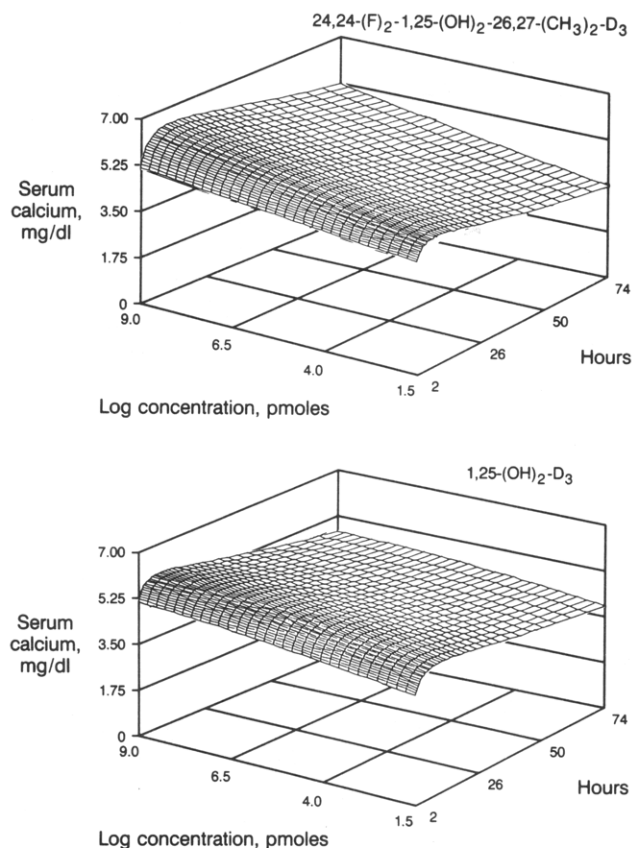 24,24-(F)₂-1,25-(OH)₂-26,27-(CH₃)₂-D₃
7.00
5.25
Serum
calcium,
mg/dl
3.50
1.75
0
9.0
6.5
4.0
1.5
2
26
50
74
Hours
Log concentration, pmoles
1,25-(OH)₂-D₃
7.00
5.25
Serum
calcium,
mg/dl
3.50
1.75
0
9.0
6.5
4.0
1.5
2
26
50
74
Hours
Log concentration, pmoles